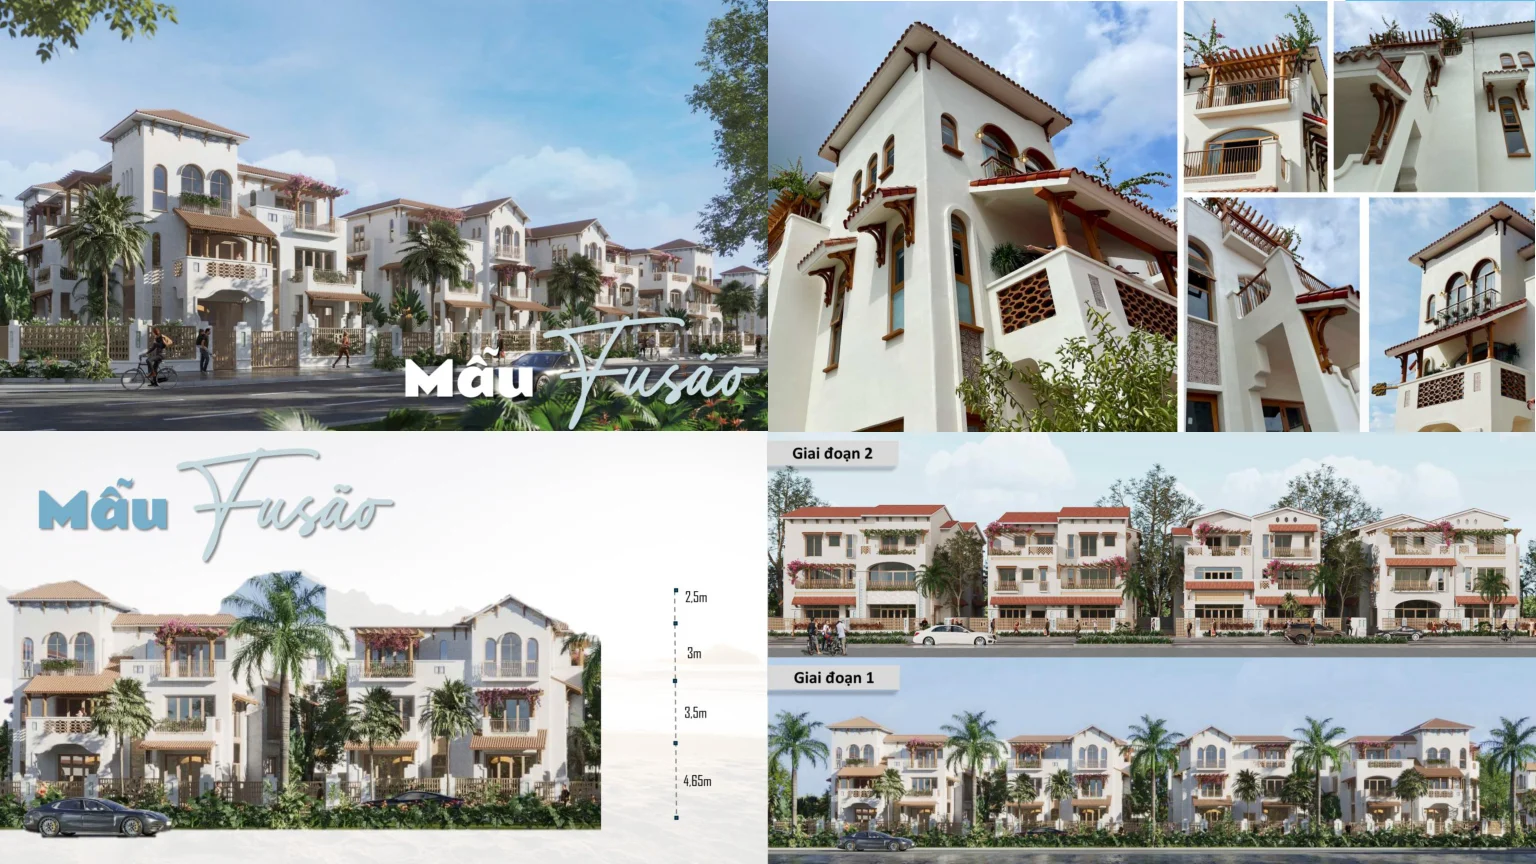 Mẫu Fusão
Mẫu Fusão
2,5m
3m
3,5m
4,65m
Giai đoạn 2
Giai đoạn 1